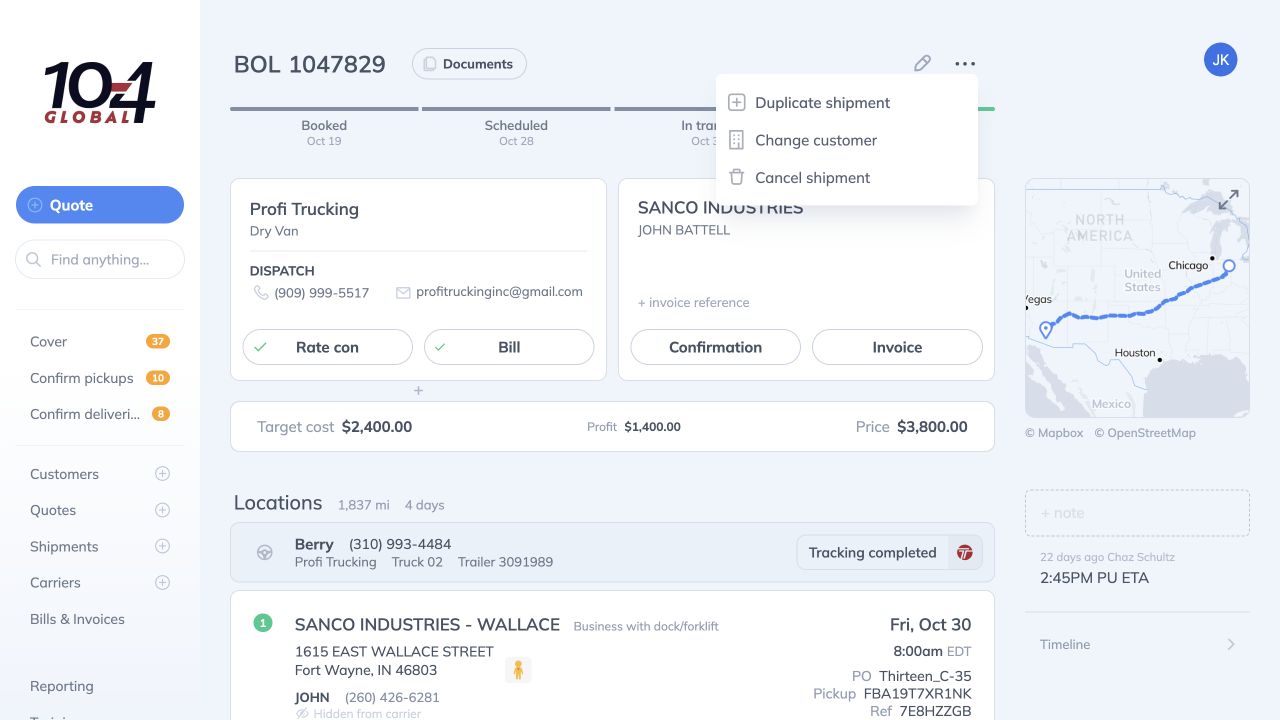 104
GLOBAL
Quote
Find anything...
Cover 37
Confirm pickups 10
Confirm deliveri... 8
Customers
Quotes
Shipments
Carriers
Bills & Invoices
Reporting
BOL 1047829
Documents
JK
Duplicate shipment
Change customer
Cancel shipment
Booked
Oct 19
Scheduled
Oct 28
In tran
Oct 3
Profi Trucking
Dry Van
DISPATCH
(909) 999-5517
profitruckinginc@gmail.com
Rate con
Bill
SANCO INDUSTRIES
JOHN BATTELL
+ invoice reference
Confirmation
Invoice
+
Target cost $2,400.00
Profit $1,400.00
Price $3,800.00
Locations 1,837 mi 4 days
Berry (310) 993-4484
Profi Trucking Truck 02 Trailer 3091989
Tracking completed
1
SANCO INDUSTRIES - WALLACE Business with dock/forklift
1615 EAST WALLACE STREET
Fort Wayne, IN 46803
JOHN (260) 426-6281
Hidden from carrier
Fri, Oct 30
8:00am EDT
PO Thirteen_C-35
Pickup FBA19T7XR1NK
Ref 7E8HZZGB
NORTH
AMERICA
Chicago
United
States
Vegas
Houston
Mexico
© Mapbox © OpenStreetMap
+ note
22 days ago Chaz Schultz
2:45PM PU ETA
Timeline